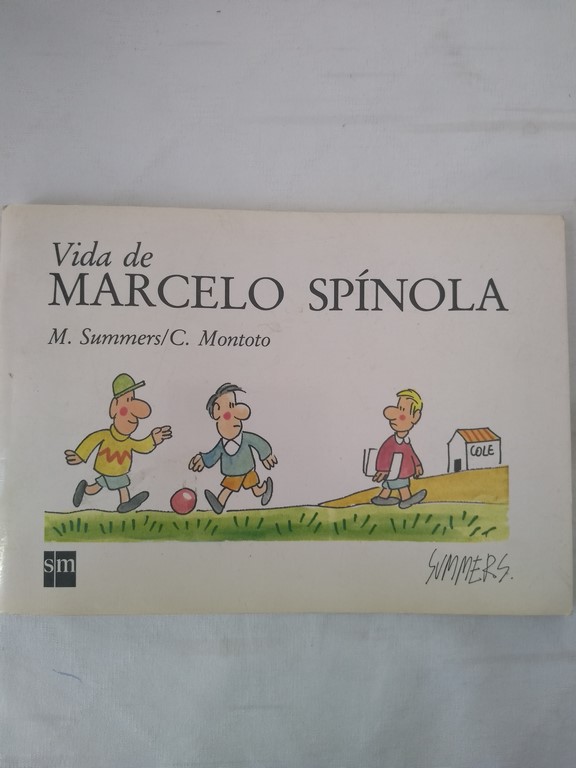 Vida de
MARCELO SPÍNOLA
M. Summers/C. Montoto
COLE
sm
SUMMERS.